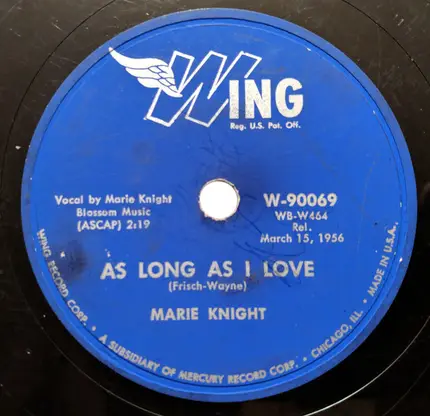 WING
Reg. U.S. Pat. Off.
Vocal by Marie Knight
Blossom Music
(ASCAP) 2:19
W-90069
WB-W464
Rel.
March 15, 1956
AS LONG AS I LOVE
(Frisch-Wayne)
MARIE KNIGHT
WING RECORD CORP. • A SUBSIDIARY OF MERCURY RECORD CORP. • CHICAGO, ILL. • MADE IN U.S.A.